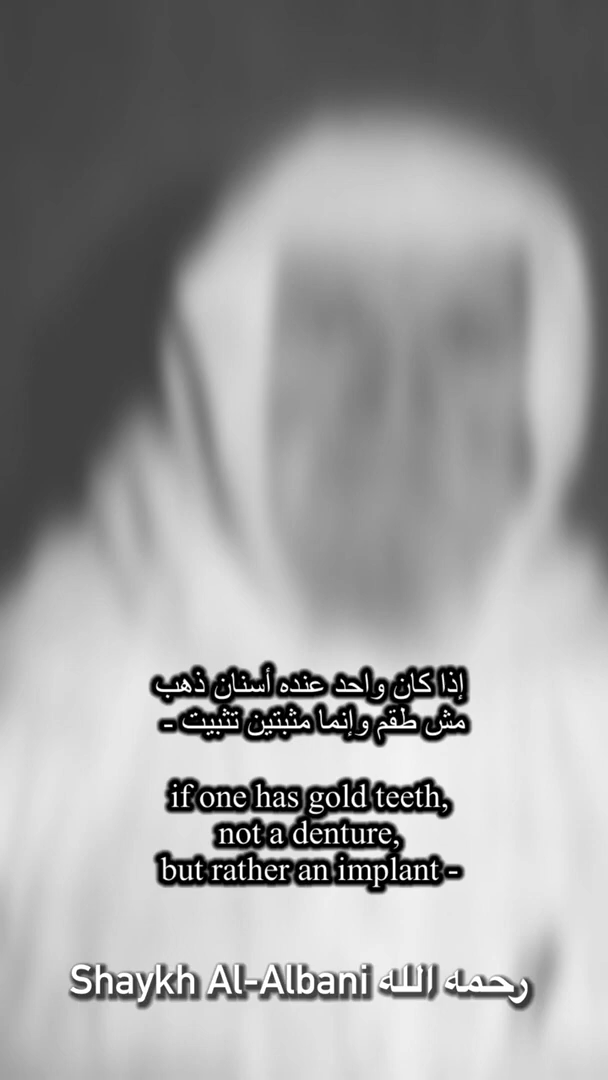 إذا كان واحد عنده أسنان ذهب
مش طقم وإنما مثبتين تثبيت -
if one has gold teeth,
not a denture,
but rather an implant -
Shaykh Al-Albani رحمه الله